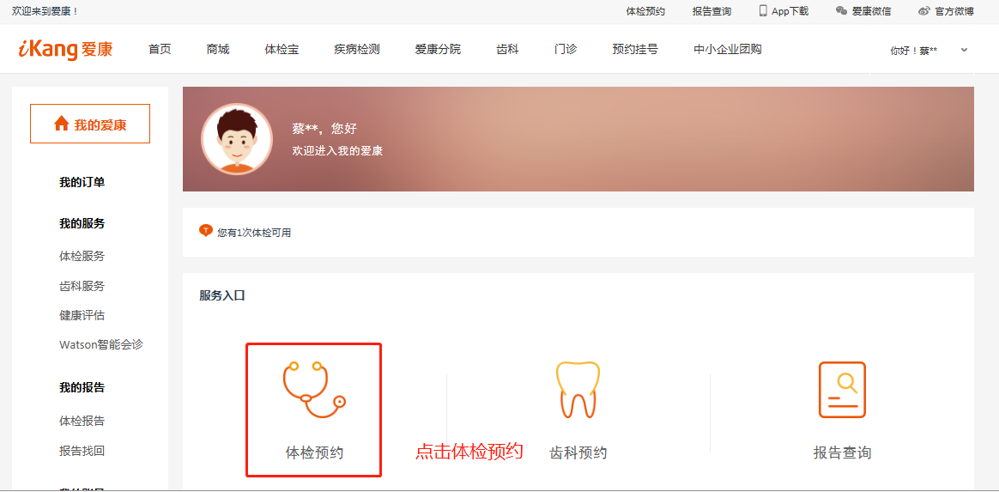 欢迎来到爱康！
体检预约 报告查询 App下载 爱康微信 官方微博
iKang爱康 首页 商城 体检宝 疾病检测 爱康分院 齿科 门诊 预约挂号 中小企业团购 你好！蔡**
我的爱康
我的订单
我的服务
体检服务
齿科服务
健康评估
Watson智能会诊
我的报告
体检报告
报告找回
蔡**，您好
欢迎进入我的爱康
您有1次体检可用
服务入口
体检预约
点击体检预约
齿科预约
报告查询